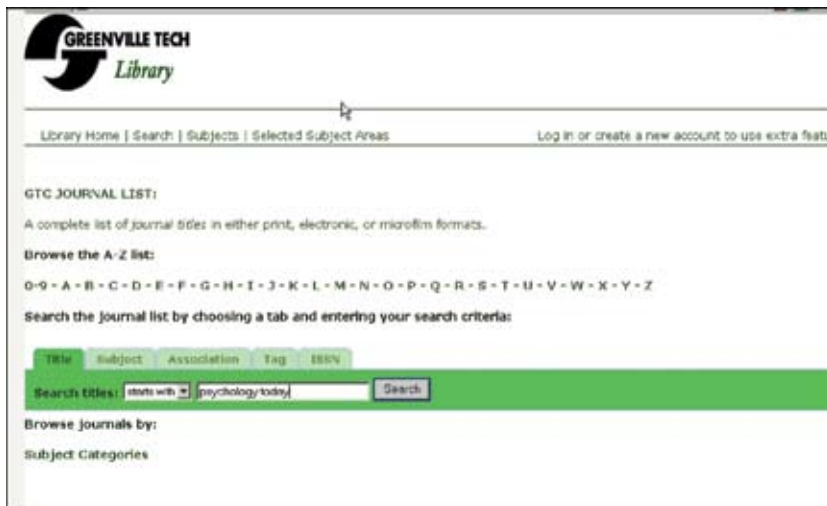 GREENVILLE TECH
Library
Library Home | Search | Subjects | Selected Subject Areas
Log in or create a new account to use extra featu
GTC JOURNAL LIST:
A complete list of journal titles in either print, electronic, or microfilm formats.
Browse the A-Z list:
0-9 - A - B - C - D - E - F - G - H - I - J - K - L - M - N - O - P - Q - R - S - T - U - V - W - X - Y - Z
Search the journal list by choosing a tab and entering your search criteria:
Title Subject Association Tag ISSN
Search titles: starts with psychology today Search
Browse journals by:
Subject Categories